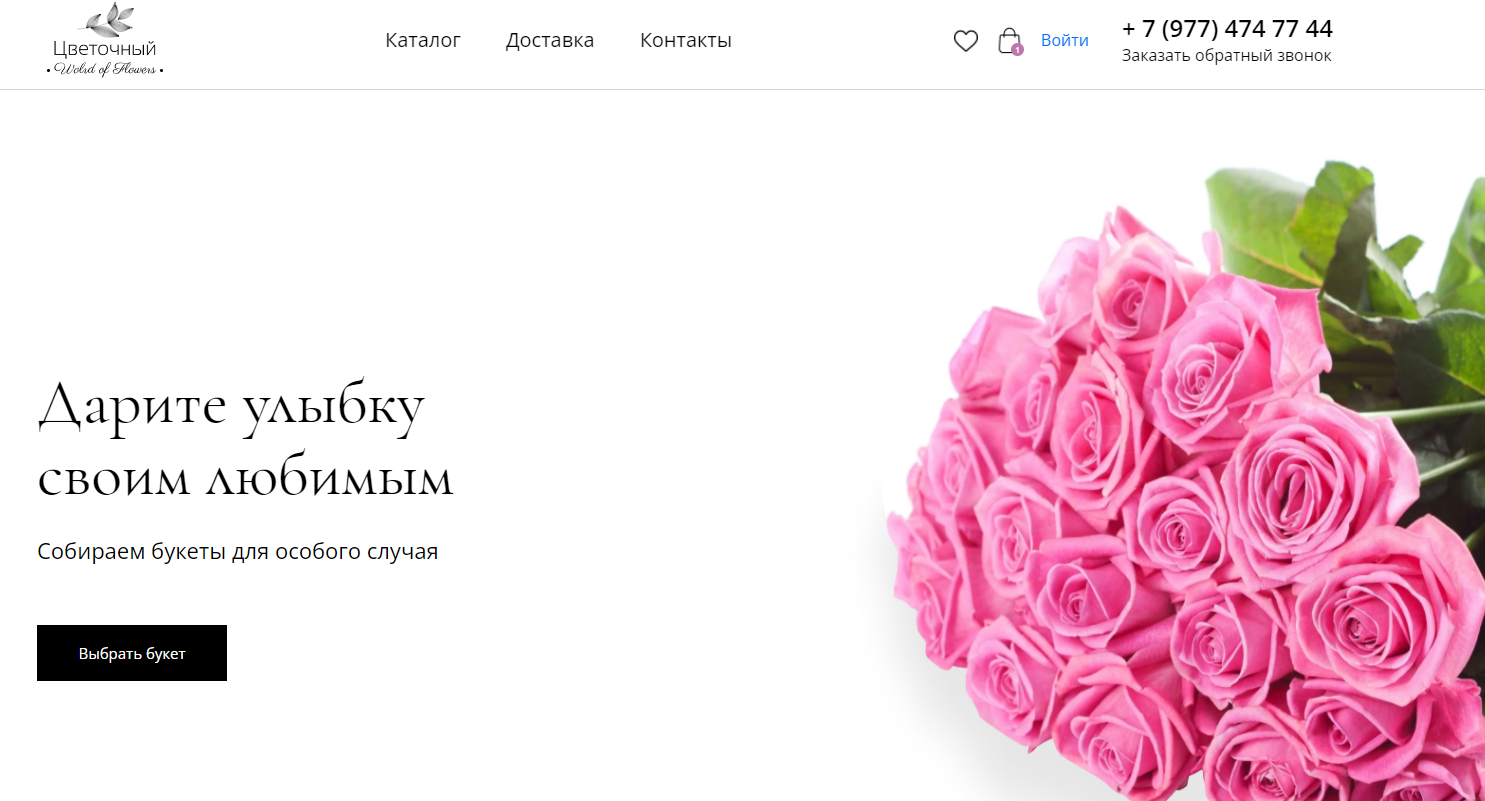 Цветочный
• Wolrd of Flowers •
Каталог
Доставка
Контакты
1
Войти
+ 7 (977) 474 77 44
Заказать обратный звонок
Дарите улыбку
своим любимым
Собираем букеты для особого случая
Выбрать букет